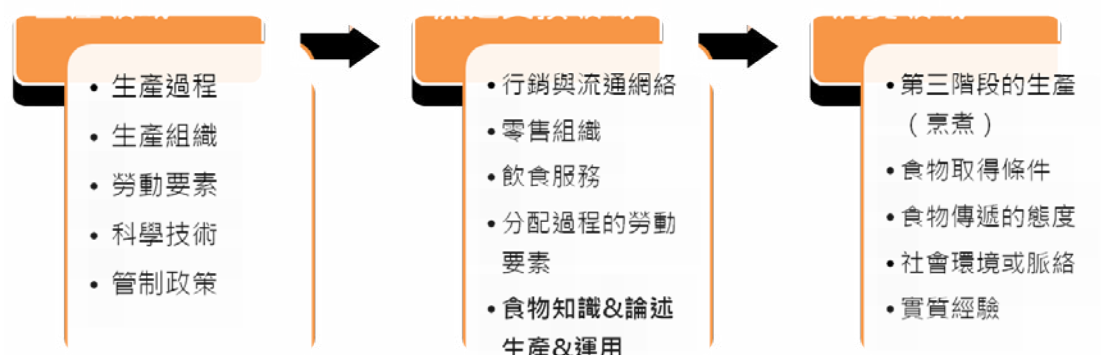 • 生產過程
• 生產組織
• 勞動要素
• 科學技術
• 管制政策
• 行銷與流通網絡
• 零售組織
• 飲食服務
• 分配過程的勞動
要素
• 食物知識&論述
生產&運用
• 第三階段的生產
（烹煮）
• 食物取得條件
• 食物傳遞的態度
• 社會環境或脈絡
• 實質經驗